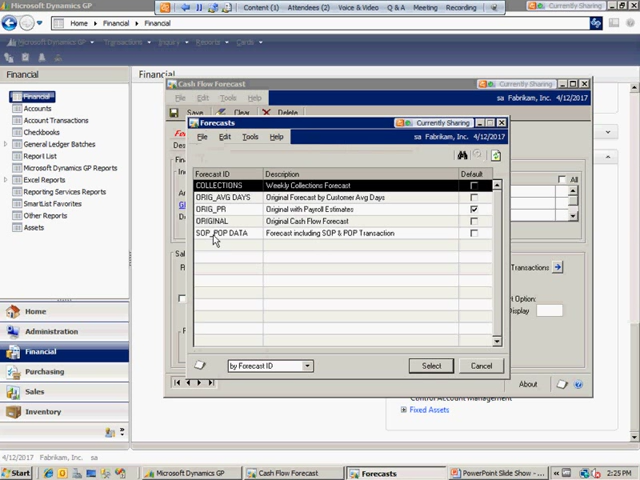 Microsoft Dynamics GP
Content (1) Attendees (2) Voice & Video Q & A Meeting Recording
Currently Sharing
Home Financial Financial
Microsoft Dynamics GP Transactions Inquiry Reports Cards
Financial
Accounts
Account Transactions
Checkbooks
General Ledger Batches
Report List
Microsoft Dynamics GP Reports
Excel Reports
Reporting Services Reports
SmartList Favorites
Other Reports
Assets
Home
Administration
Financial
Purchasing
Sales
Inventory
Financial
Cash Flow Forecast
Currently Sharing
File Edit Tools Help
sa Fabrikam, Inc. 4/12/2017
Save Clear Delete
All
Transactions
Option:
Display
About
Fixed Assets
Forecasts
Currently Sharing
File Edit Tools Help
sa Fabrikam, Inc. 4/12/2017
Forecast ID Description Default
COLLECTIONS Weekly Collections Forecast
ORIG_AVG DAYS Original Forecast by Customer Avg Days
ORIG_PR Original with Payroll Estimates
ORIGINAL Original Cash Flow Forecast
SOP_POP DATA Forecast including SOP & POP Transaction
by Forecast ID
Select Cancel
4/12/2017 Fabrikam, Inc. sa
Start Microsoft Dynamics GP Cash Flow Forecast Forecasts PowerPoint Slide Show - ... 2:25 PM